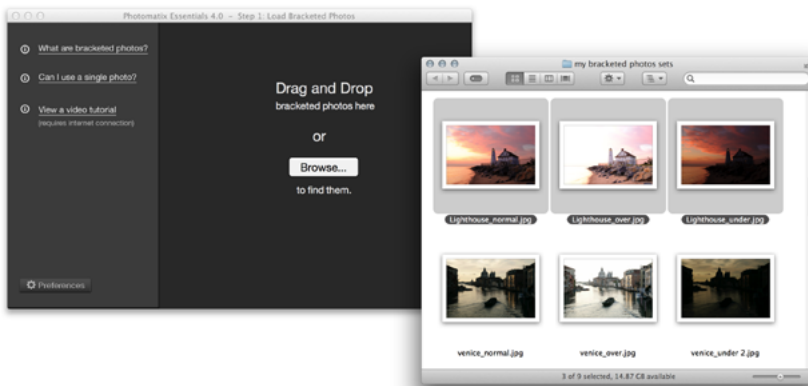 Photomatix Essentials 4.0 – Step 1: Load Bracketed Photos
What are bracketed photos?
Can I use a single photo?
View a video tutorial
(requires internet connection)
Drag and Drop
bracketed photos here
or
Browse...
to find them.
Preferences
my bracketed photos sets
Lighthouse_normal.jpg
Lighthouse_over.jpg
Lighthouse_under.jpg
venice_normal.jpg
venice_over.jpg
venice_under 2.jpg
3 of 9 selected, 14.87 GB available